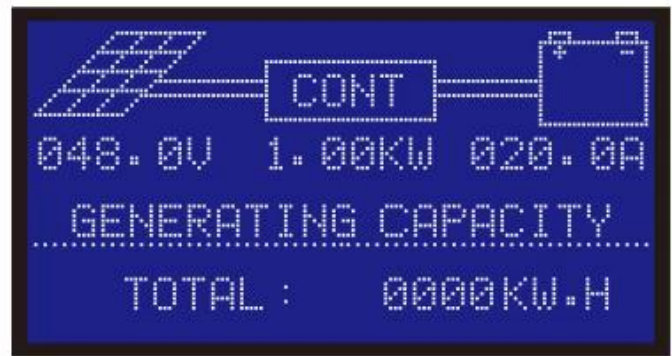 CONT
+ -
048.0V 1.00KW 020.0A
GENERATING CAPACITY
TOTAL: 0000KW.H